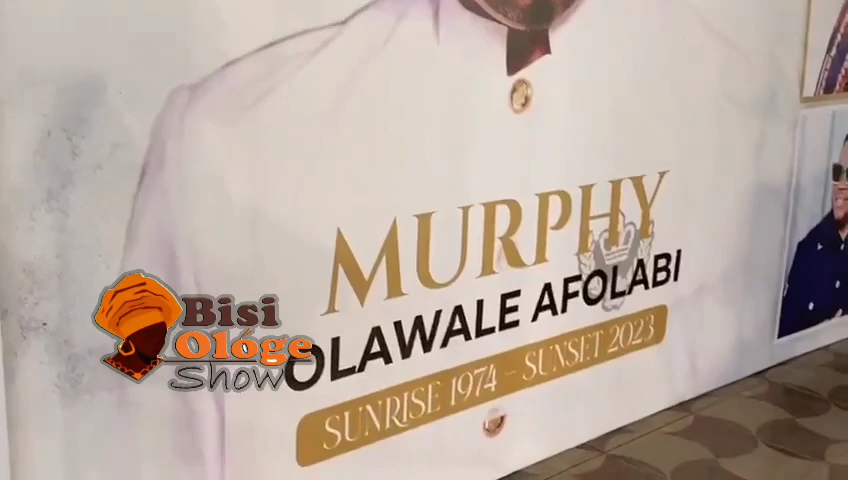 MURPHY
OLAWALE AFOLABI
SUNRISE 1974 - SUNSET 2023
Bisi
Ológe
Show